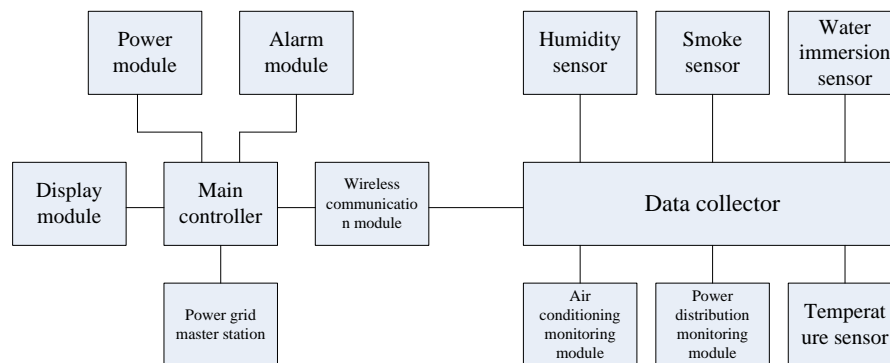 Power
module
Alarm
module
Humidity
sensor
Smoke
sensor
Water
immersion
sensor
Display
module
Main
controller
Wireless
communicatio
n module
Data collector
Power grid
master station
Air
conditioning
monitoring
module
Power
distribution
monitoring
module
Temperat
ure sensor